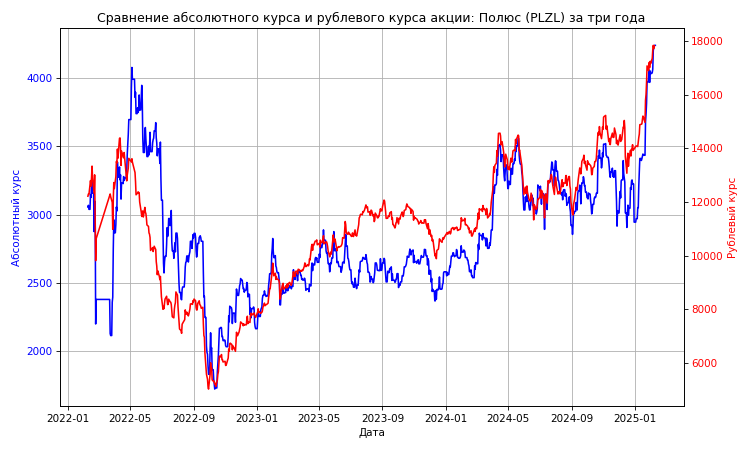 Сравнение абсолютного курса и рублевого курса акции: Полюс (PLZL) за три года
Абсолютный курс
4000
3500
3000
2500
2000
18000
16000
14000
12000
10000
8000
6000
Рублевый курс
2022-01 2022-05 2022-09 2023-01 2023-05 2023-09 2024-01 2024-05 2024-09 2025-01
Дата